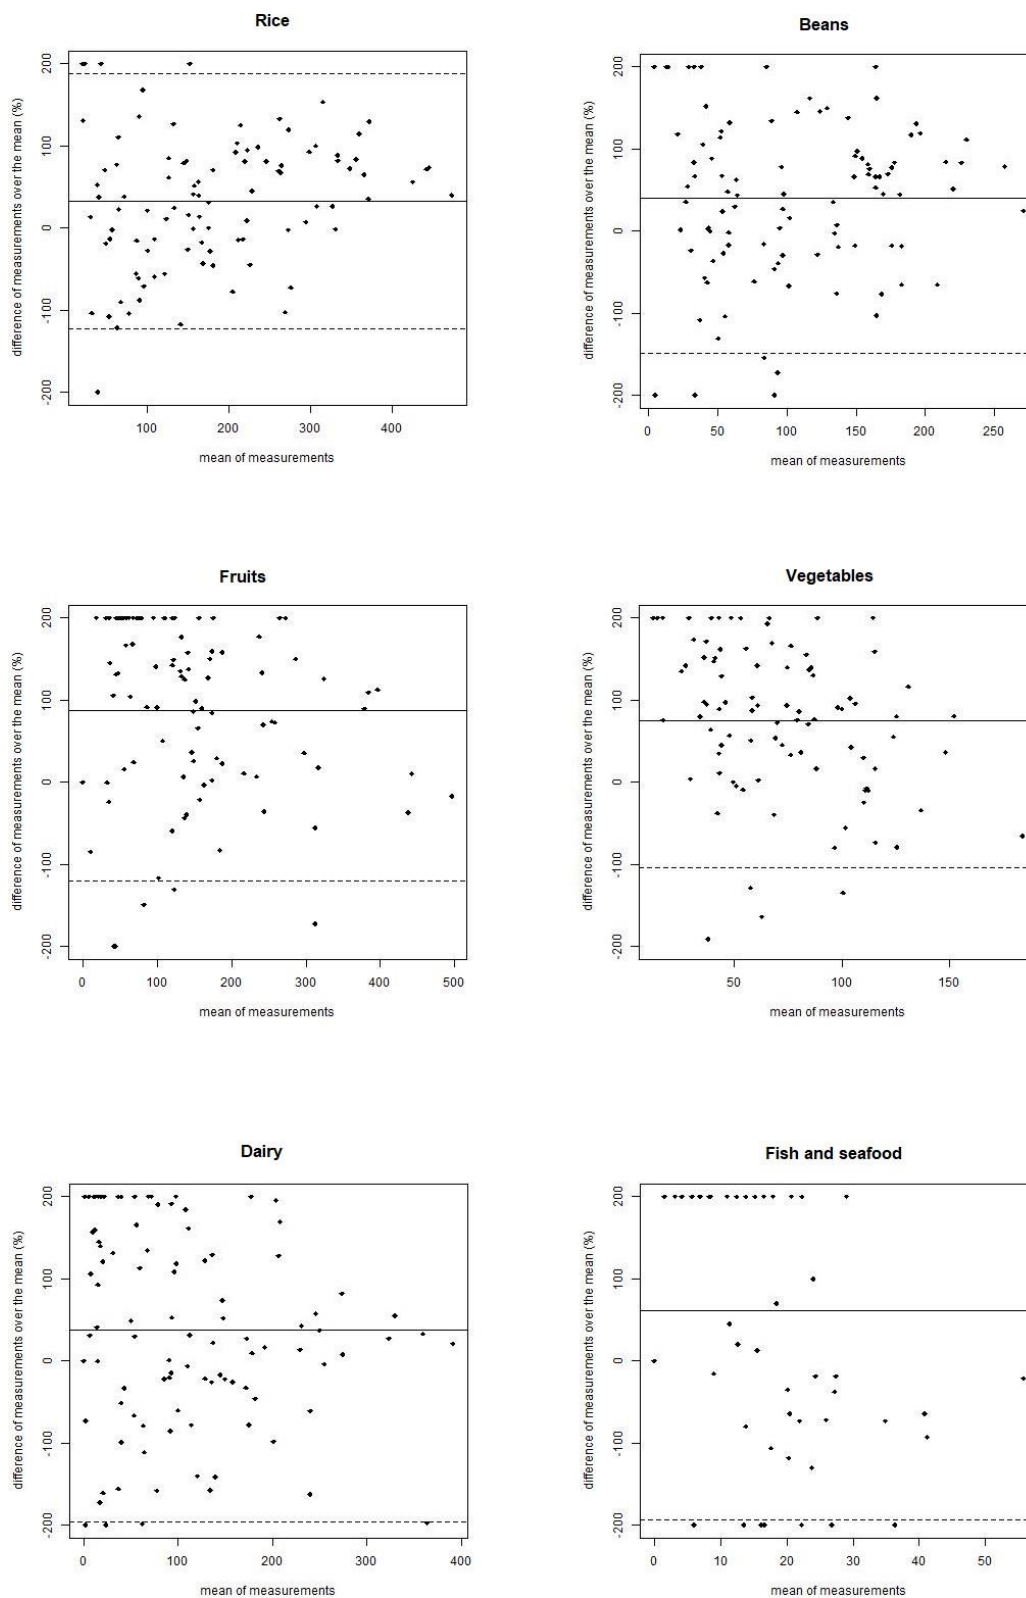 Rice
difference of measurements over the mean (%)
200
100
0
-100
-200
100 200 300 400
mean of measurements
Beans
difference of measurements over the mean (%)
200
100
0
-100
-200
0 50 100 150 200 250
mean of measurements
Fruits
difference of measurements over the mean (%)
200
100
0
-100
-200
0 100 200 300 400 500
mean of measurements
Vegetables
difference of measurements over the mean (%)
200
100
0
-100
-200
50 100 150
mean of measurements
Dairy
difference of measurements over the mean (%)
200
100
0
-100
-200
0 100 200 300 400
mean of measurements
Fish and seafood
difference of measurements over the mean (%)
200
100
0
-100
-200
0 10 20 30 40 50
mean of measurements